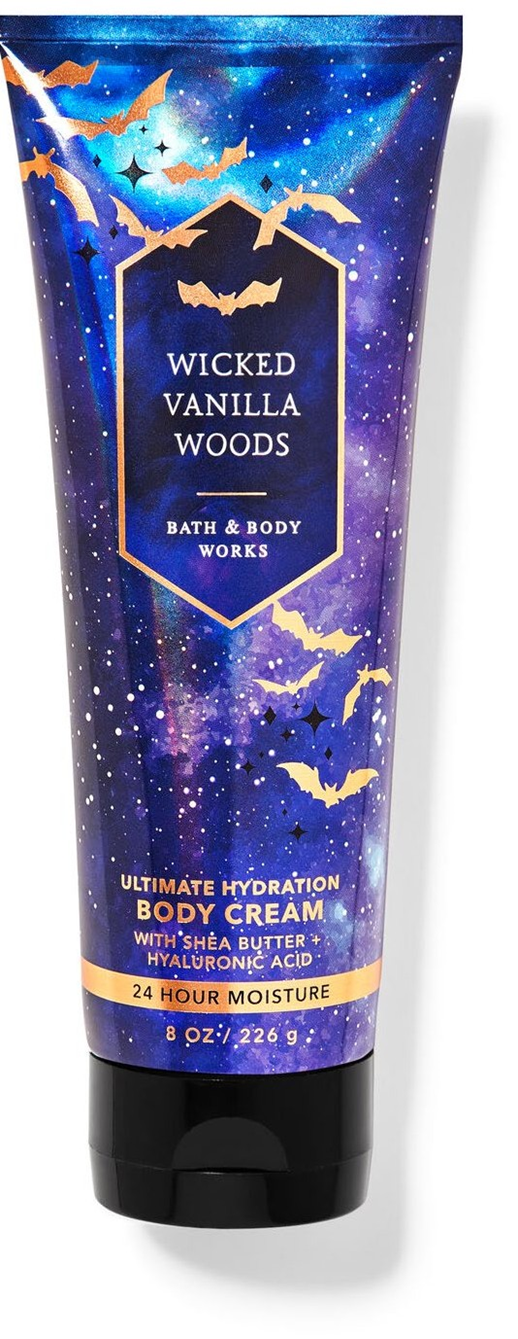 WICKED
VANILLA
WOODS
BATH & BODY
WORKS
ULTIMATE HYDRATION
BODY CREAM
WITH SHEA BUTTER +
HYALURONIC ACID
24 HOUR MOISTURE
8 OZ / 226 g